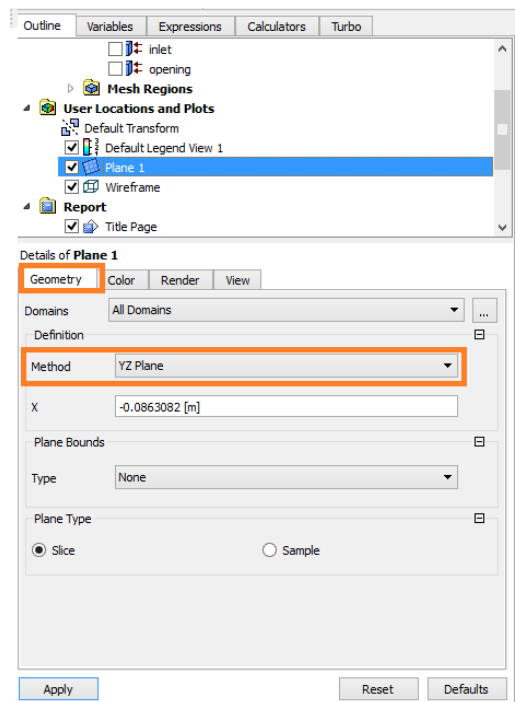 Outline Variables Expressions Calculators Turbo
inlet
opening
Mesh Regions
User Locations and Plots
Default Transform
Default Legend View 1
Plane 1
Wireframe
Report
Title Page
Details of Plane 1
Geometry Color Render View
Domains All Domains ...
Definition
Method YZ Plane
X -0.0863082 [m]
Plane Bounds
Type None
Plane Type
Slice Sample
Apply Reset Defaults